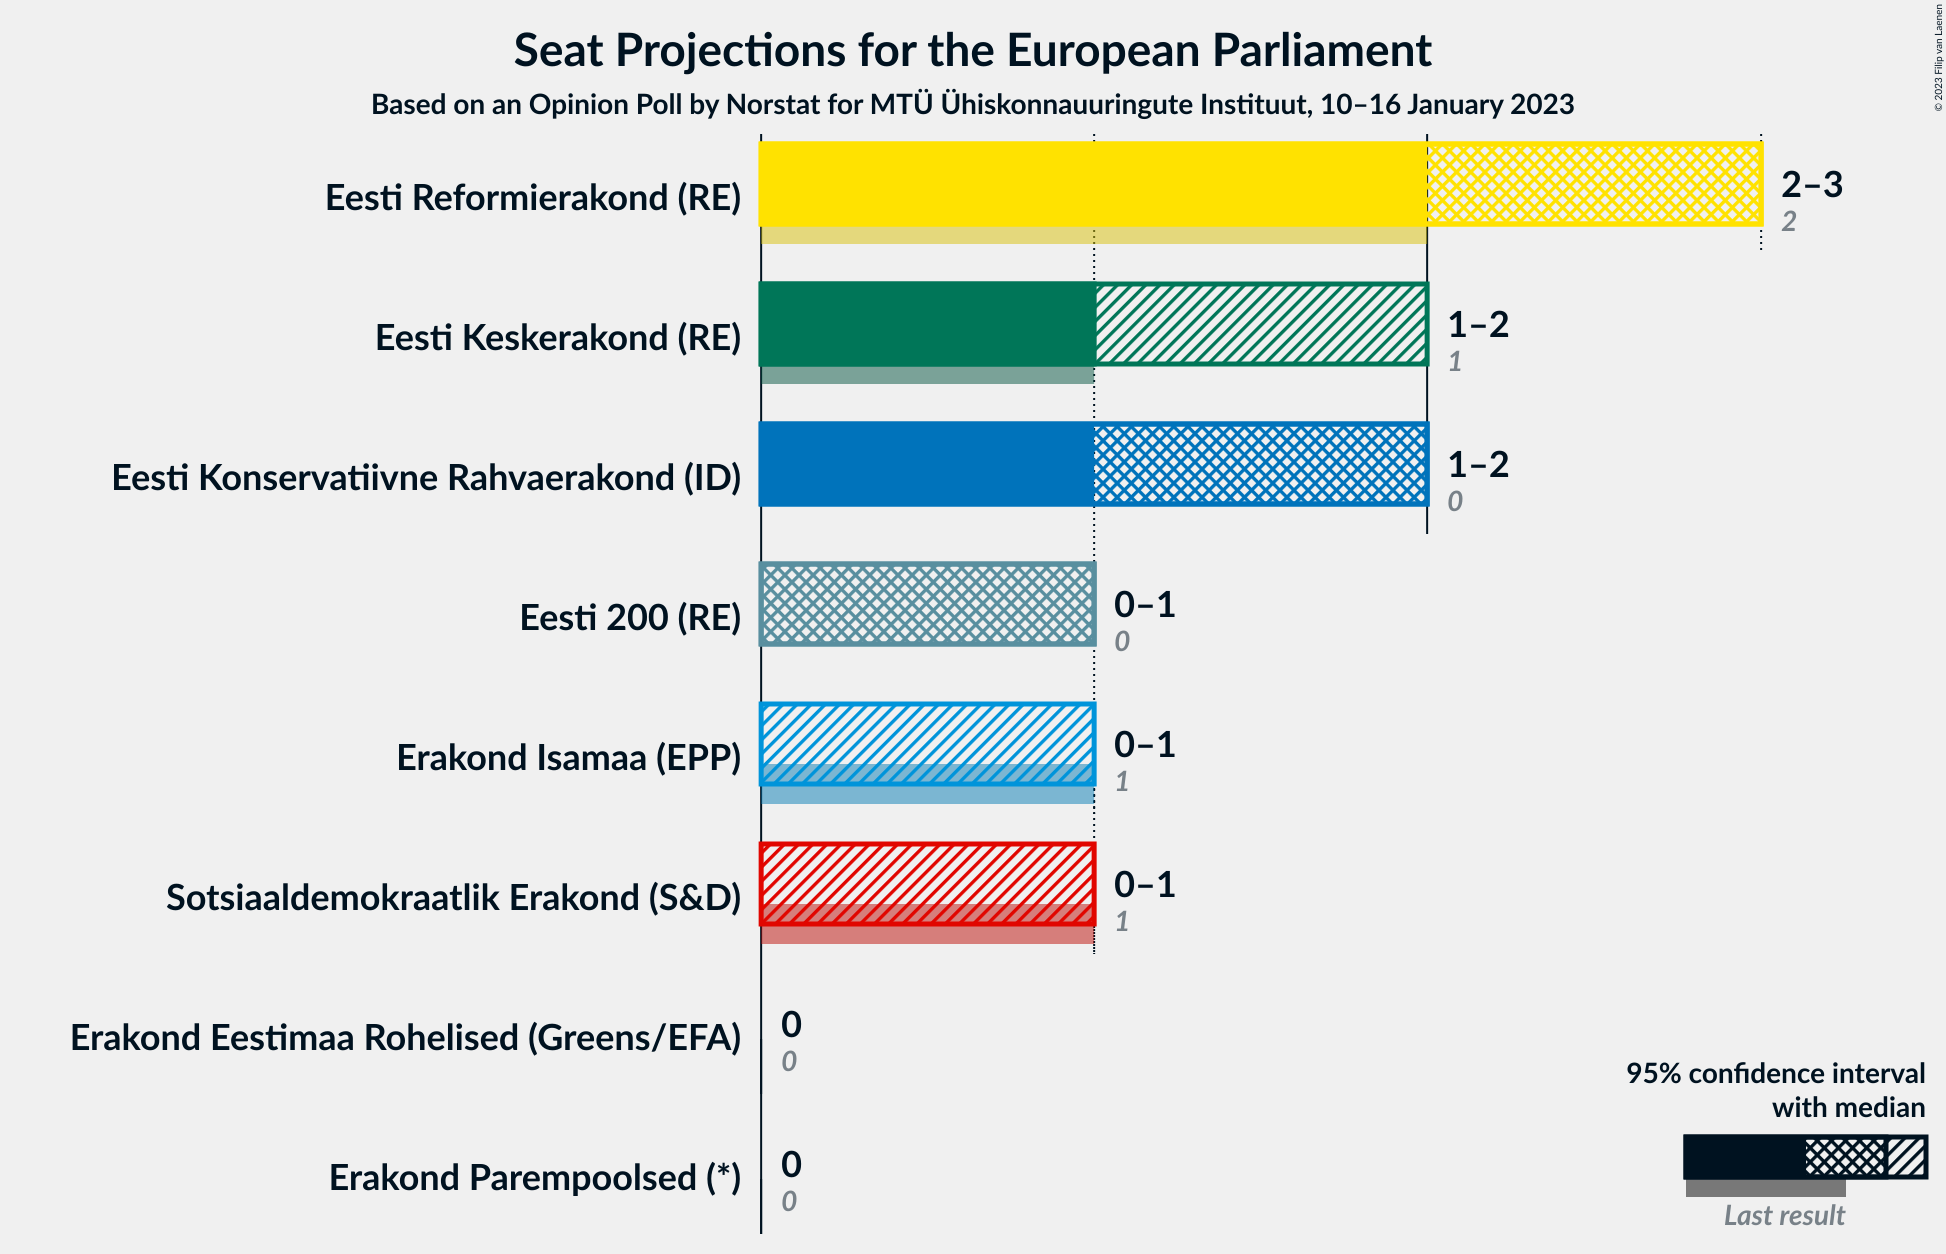 Seat Projections for the European Parliament
Based on an Opinion Poll by Norstat for MTÜ Ühiskonnauuringute Instituut, 10–16 January 2023
© 2023 Filip van Laenen
Eesti Reformierakond (RE)
2–3
2
Eesti Keskerakond (RE)
1–2
1
Eesti Konservatiivne Rahvaerakond (ID)
1–2
0
Eesti 200 (RE)
0–1
0
Erakond Isamaa (EPP)
0–1
1
Sotsiaaldemokraatlik Erakond (S&D)
0–1
1
Erakond Eestimaa Rohelised (Greens/EFA)
0
0
Erakond Parempoolsed (*)
0
0
95% confidence interval
with median
Last result